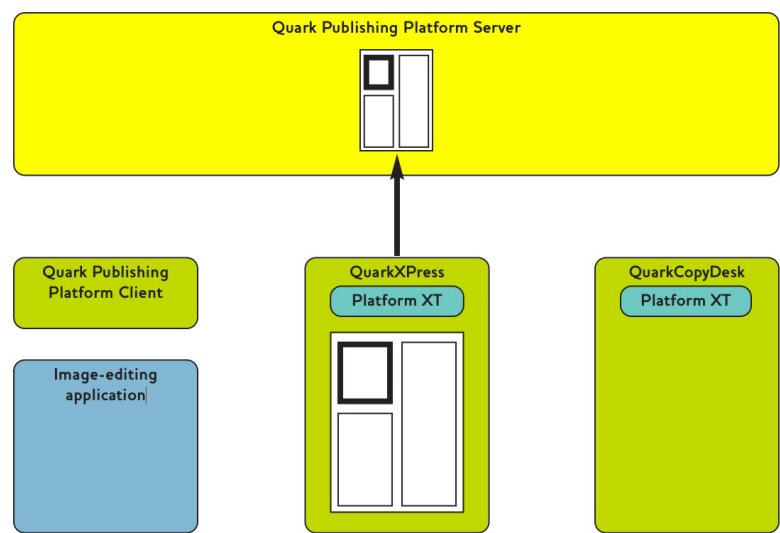 Quark Publishing Platform Server
Quark Publishing
Platform Client
QuarkXPress
Platform XT
QuarkCopyDesk
Platform XT
Image-editing
application